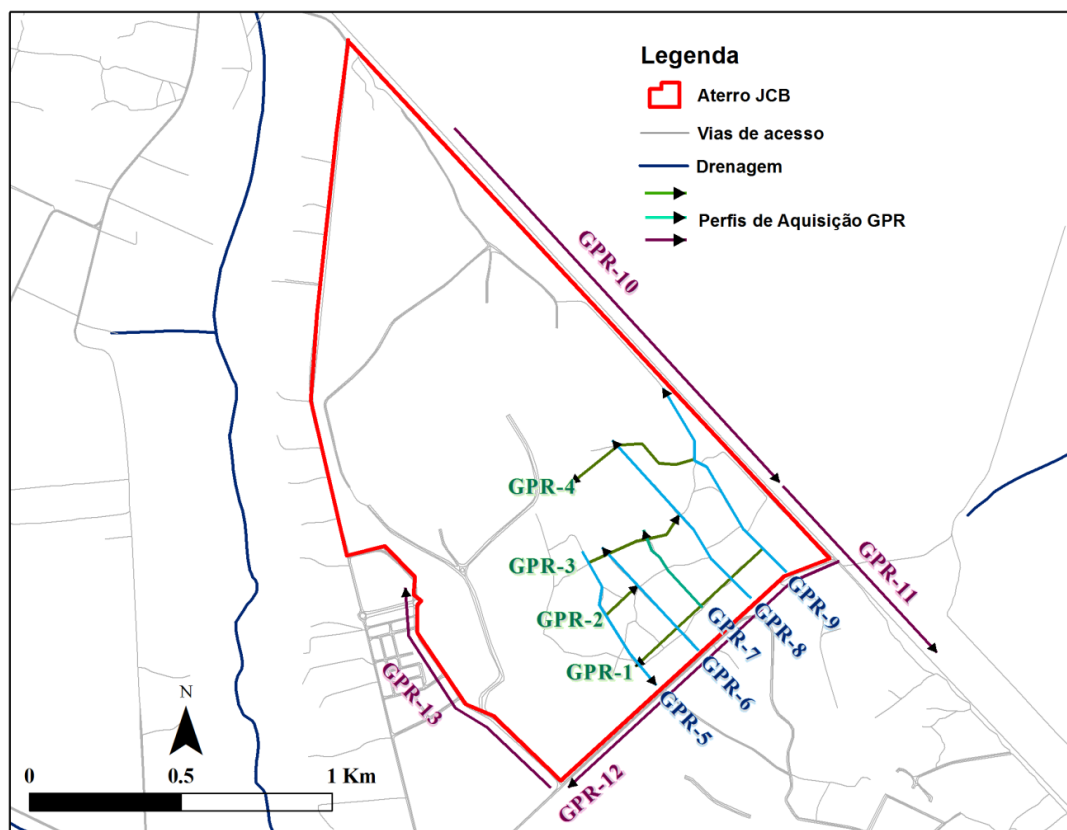 Legenda
Aterro JCB
Vias de acesso
Drenagem
Perfis de Aquisição GPR
GPR-10
GPR-4
GPR-3
GPR-11
GPR-2
GPR-9
GPR-8
GPR-7
GPR-1
GPR-6
GPR-13
GPR-5
N
GPR-12
0 0.5 1 Km